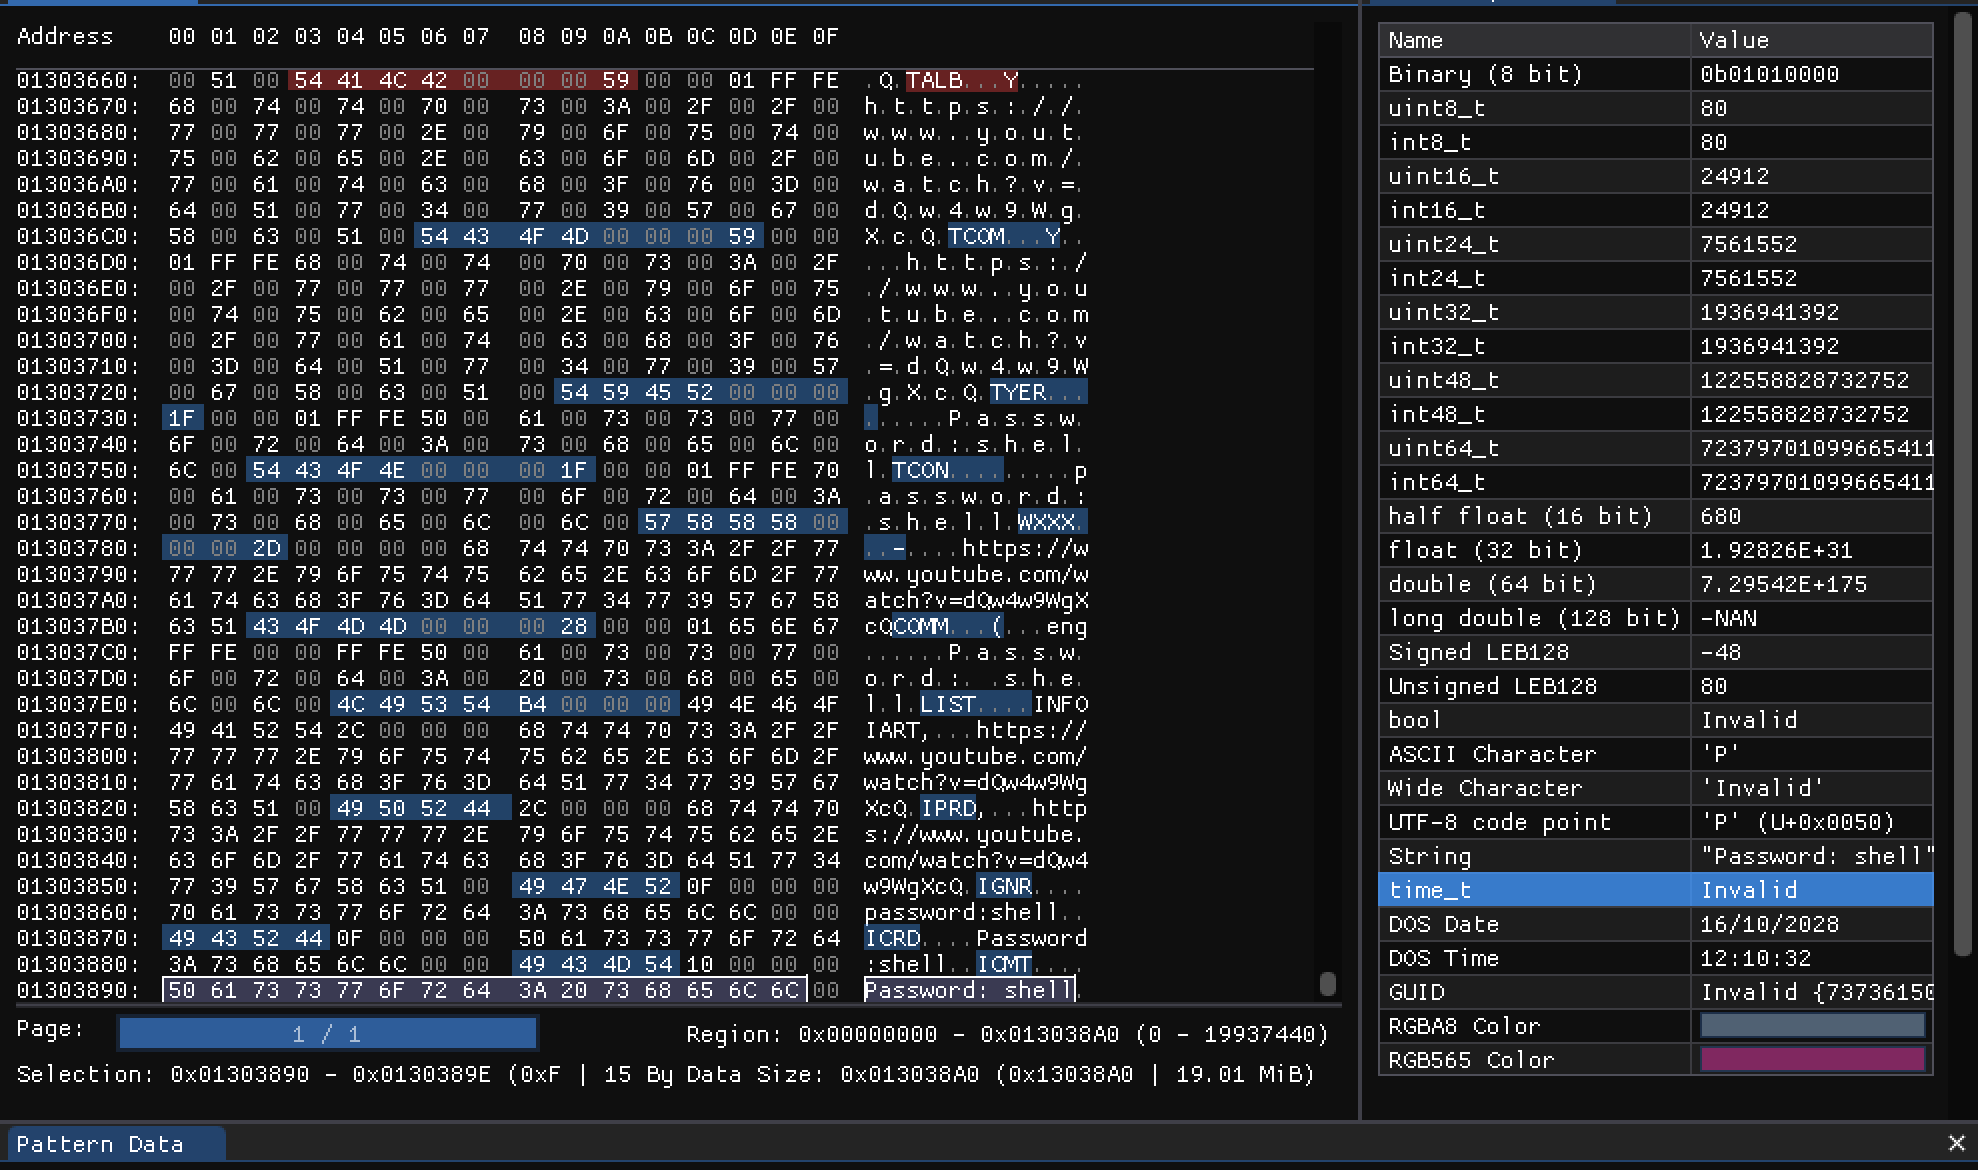 Address 00 01 02 03 04 05 06 07 08 09 0A 0B 0C 0D 0E 0F
01303660: 00 51 00 54 41 4C 42 00 00 00 59 00 00 01 FF FE .Q.TALB...Y.....
01303670: 68 00 74 00 74 00 70 00 73 00 3A 00 2F 00 2F 00 h.t.t.p.s.:././.
01303680: 77 00 77 00 77 00 2E 00 79 00 6F 00 75 00 74 00 w.w.w...y.o.u.t.
01303690: 75 00 62 00 65 00 2E 00 63 00 6F 00 6D 00 2F 00 u.b.e...c.o.m./.
013036A0: 77 00 61 00 74 00 63 00 68 00 3F 00 76 00 3D 00 w.a.t.c.h.?.v.=.
013036B0: 64 00 51 00 77 00 34 00 77 00 39 00 57 00 67 00 d.Q.w.4.w.9.W.g.
013036C0: 58 00 63 00 51 00 54 43 4F 4D 00 00 00 59 00 00 X.c.Q.TCOM...Y..
013036D0: 01 FF FE 68 00 74 00 74 00 70 00 73 00 3A 00 2F ...h.t.t.p.s.:./
013036E0: 00 2F 00 77 00 77 00 77 00 2E 00 79 00 6F 00 75 ./.w.w.w...y.o.u
013036F0: 00 74 00 75 00 62 00 65 00 2E 00 63 00 6F 00 6D .t.u.b.e...c.o.m
01303700: 00 2F 00 77 00 61 00 74 00 63 00 68 00 3F 00 76 ./.w.a.t.c.h.?.v
01303710: 00 3D 00 64 00 51 00 77 00 34 00 77 00 39 00 57 .=.d.Q.w.4.w.9.W
01303720: 00 67 00 58 00 63 00 51 00 54 59 45 52 00 00 00 .g.X.c.Q.TYER...
01303730: 1F 00 00 01 FF FE 50 00 61 00 73 00 73 00 77 00 ......P.a.s.s.w.
01303740: 6F 00 72 00 64 00 3A 00 73 00 68 00 65 00 6C 00 o.r.d.:.s.h.e.l.
01303750: 6C 00 54 43 4F 4E 00 00 00 1F 00 00 01 FF FE 70 l.TCON.........p
01303760: 00 61 00 73 00 73 00 77 00 6F 00 72 00 64 00 3A .a.s.s.w.o.r.d.:
01303770: 00 73 00 68 00 65 00 6C 00 6C 00 57 58 58 58 00 .s.h.e.l.l.WXXX.
01303780: 00 00 2D 00 00 00 00 68 74 74 70 73 3A 2F 2F 77 ..-....https://w
01303790: 77 77 2E 79 6F 75 74 75 62 65 2E 63 6F 6D 2F 77 ww.youtube.com/w
013037A0: 61 74 63 68 3F 76 3D 64 51 77 34 77 39 57 67 58 atch?v=dQw4w9WgX
013037B0: 63 51 43 4F 4D 4D 00 00 00 28 00 00 01 65 6E 67 cQCOMM...(...eng
013037C0: FF FE 00 00 FF FE 50 00 61 00 73 00 73 00 77 00 ......P.a.s.s.w.
013037D0: 6F 00 72 00 64 00 3A 00 20 00 73 00 68 00 65 00 o.r.d.:. .s.h.e.
013037E0: 6C 00 6C 00 4C 49 53 54 B4 00 00 00 49 4E 46 4F l.l.LIST....INFO
013037F0: 49 41 52 54 2C 00 00 00 68 74 74 70 73 3A 2F 2F IART,...https://
01303800: 77 77 77 2E 79 6F 75 74 75 62 65 2E 63 6F 6D 2F www.youtube.com/
01303810: 77 61 74 63 68 3F 76 3D 64 51 77 34 77 39 57 67 watch?v=dQw4w9Wg
01303820: 58 63 51 00 49 50 52 44 2C 00 00 00 68 74 74 70 XcQ.IPRD,...http
01303830: 73 3A 2F 2F 77 77 77 2E 79 6F 75 74 75 62 65 2E s://www.youtube.
01303840: 63 6F 6D 2F 77 61 74 63 68 3F 76 3D 64 51 77 34 com/watch?v=dQw4
01303850: 77 39 57 67 58 63 51 00 49 47 4E 52 0F 00 00 00 w9WgXcQ.IGNR....
01303860: 70 61 73 73 77 6F 72 64 3A 73 68 65 6C 6C 00 00 password:shell..
01303870: 49 43 52 44 0F 00 00 00 50 61 73 73 77 6F 72 64 ICRD....Password
01303880: 3A 73 68 65 6C 6C 00 00 49 43 4D 54 10 00 00 00 :shell..ICMT....
01303890: 50 61 73 73 77 6F 72 64 3A 20 73 68 65 6C 6C 00 Password: shell.
Page: 1 / 1 Region: 0x00000000 - 0x013038A0 (0 - 19937440)
Selection: 0x01303890 - 0x0130389E (0xF | 15 By Data Size: 0x013038A0 (0x13038A0 | 19.01 MiB)
Name Value
Binary (8 bit) 0b01010000
uint8_t 80
int8_t 80
uint16_t 24912
int16_t 24912
uint24_t 7561552
int24_t 7561552
uint32_t 1936941392
int32_t 1936941392
uint48_t 122558828732752
int48_t 122558828732752
uint64_t 72379701099665411
int64_t 72379701099665411
half float (16 bit) 680
float (32 bit) 1.92826E+31
double (64 bit) 7.29542E+175
long double (128 bit) -NAN
Signed LEB128 -48
Unsigned LEB128 80
bool Invalid
ASCII Character 'P'
Wide Character 'Invalid'
UTF-8 code point 'P' (U+0x0050)
String "Password: shell"
time_t Invalid
DOS Date 16/10/2028
DOS Time 12:10:32
GUID Invalid {73736150
RGBA8 Color
RGB565 Color
Pattern Data